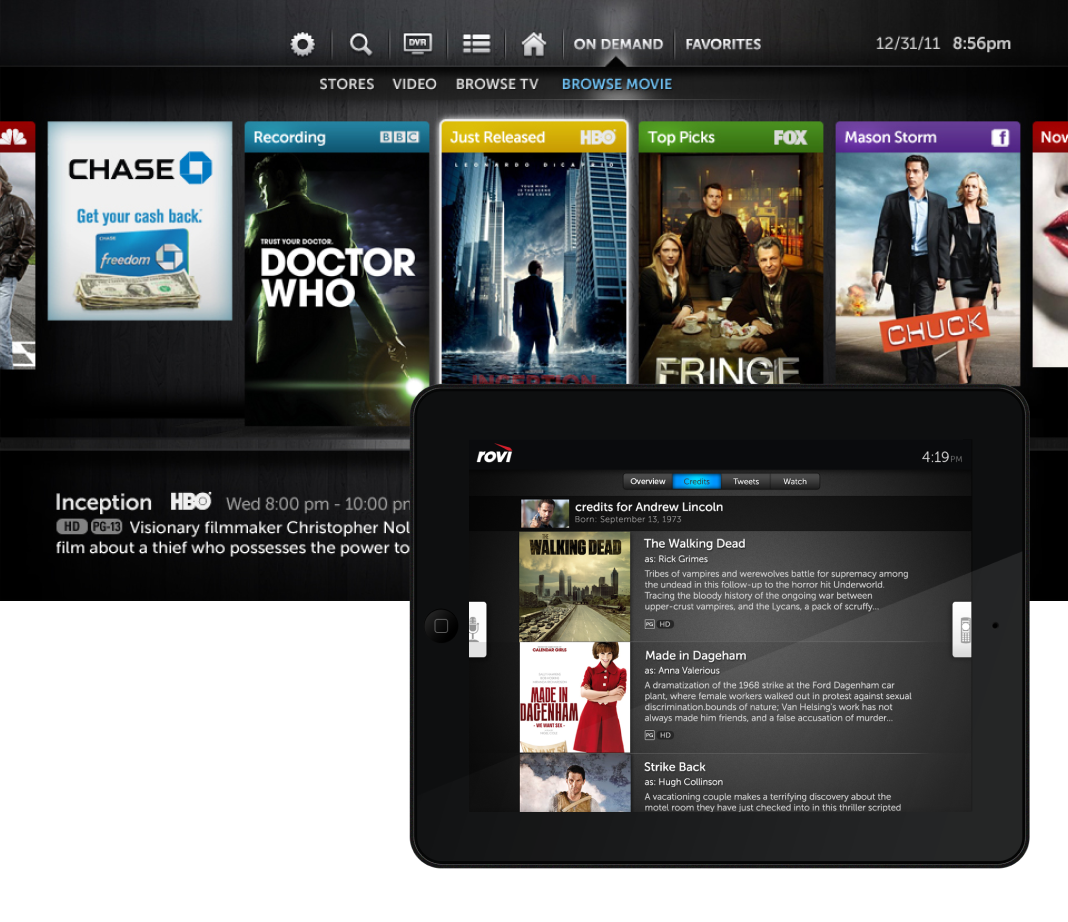 DVR
ON DEMAND
FAVORITES
12/31/11 8:56pm
STORES
VIDEO
BROWSE TV
BROWSE MOVIE
CHASE
Get your cash back.
CHASE
freedom
Recording
BBC
TRUST YOUR DOCTOR.
DOCTOR
WHO
Just Released
HBO
LEONARDO DICAPRIO
YOUR MIND
IS THE SCENE
OF THE CRIME
INCEPTION
Top Picks
FOX
FRINGE
Mason Storm
f
CHUCK
Now
Inception HBO Wed 8:00 pm - 10:00 pm
HD PG-13 Visionary filmmaker Christopher Nol
film about a thief who possesses the power to
rovi
4:19 PM
Overview
Credits
Tweets
Watch
credits for Andrew Lincoln
Born: September 13, 1973
THE
WALKING DEAD
The Walking Dead
as: Rick Grimes
Tribes of vampires and werewolves battle for supremacy among
the undead in this follow-up to the horror hit Underworld.
Tracing the bloody history of the ongoing war between
upper-crust vampires, and the Lycans, a pack of scruffy...
PG HD
CALENDAR GIRLS
MADE IN
DAGENHAM
- WE WANT SEX -
Made in Dageham
as: Anna Valerious
A dramatization of the 1968 strike at the Ford Dagenham car
plant, where female workers walked out in protest against sexual
discrimination.bounds of nature; Van Helsing's work has not
always made him friends, and a false accusation of murder...
PG HD
Strike Back
as: Hugh Collinson
A vacationing couple makes a terrifying discovery about the
motel room they have just checked into in this thriller scripted